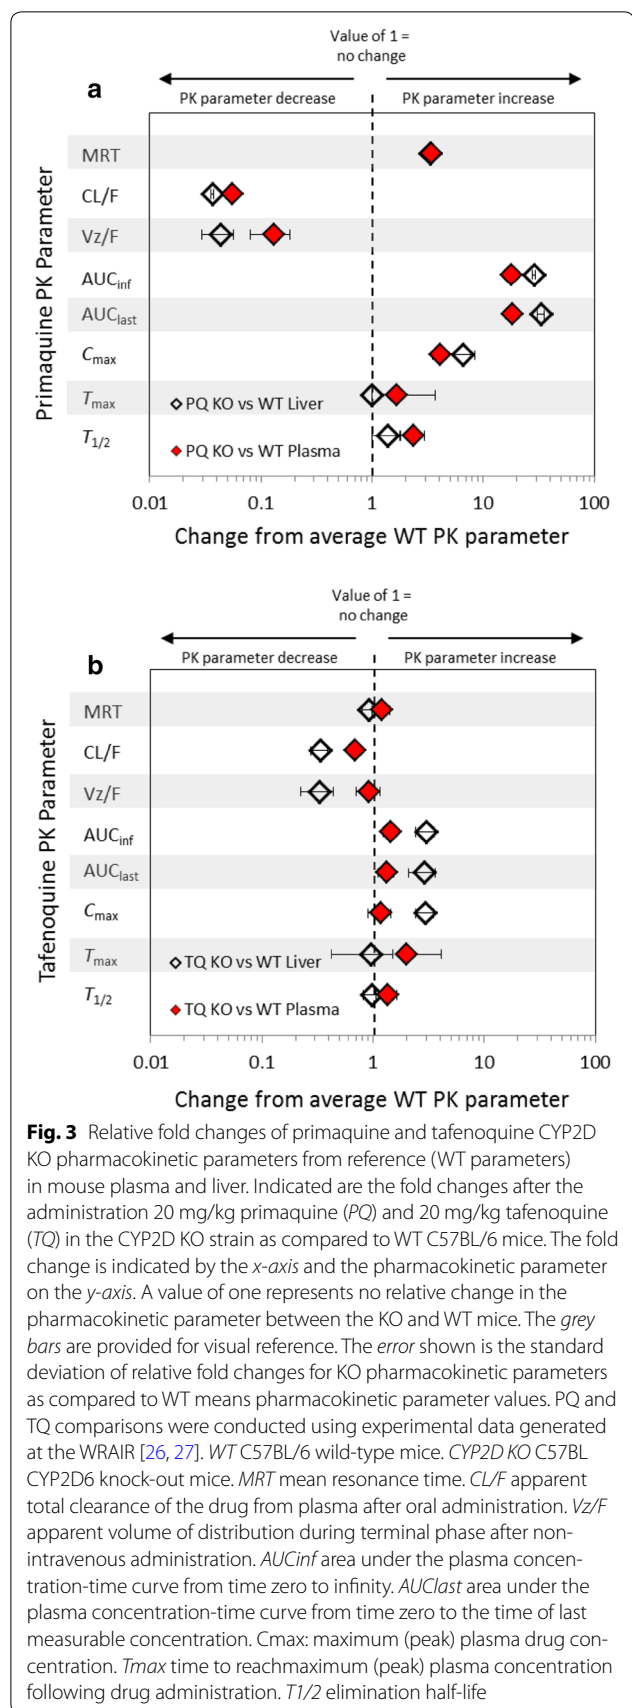 Value of 1 =
no change
a
PK parameter decrease
PK parameter increase
Primaquine PK Parameter
MRT
CL/F
Vz/F
AUCinf
AUClast
Cmax
Tmax
T1/2
PQ KO vs WT Liver
PQ KO vs WT Plasma
0.01 0.1 1 10 100
Change from average WT PK parameter
Value of 1 =
no change
b
PK parameter decrease
PK parameter increase
Tafenoquine PK Parameter
MRT
CL/F
Vz/F
AUCinf
AUClast
Cmax
Tmax
T1/2
TQ KO vs WT Liver
TQ KO vs WT Plasma
0.01 0.1 1 10 100
Change from average WT PK parameter
Fig. 3 Relative fold changes of primaquine and tafenoquine CYP2D
KO pharmacokinetic parameters from reference (WT parameters)
in mouse plasma and liver. Indicated are the fold changes after the
administration 20 mg/kg primaquine (PQ) and 20 mg/kg tafenoquine
(TQ) in the CYP2D KO strain as compared to WT C57BL/6 mice. The fold
change is indicated by the x-axis and the pharmacokinetic parameter
on the y-axis. A value of one represents no relative change in the
pharmacokinetic parameter between the KO and WT mice. The grey
bars are provided for visual reference. The error shown is the standard
deviation of relative fold changes for KO pharmacokinetic parameters
as compared to WT means pharmacokinetic parameter values. PQ and
TQ comparisons were conducted using experimental data generated
at the WRAIR [26, 27]. WT C57BL/6 wild-type mice. CYP2D KO C57BL
CYP2D6 knock-out mice. MRT mean resonance time. CL/F apparent
total clearance of the drug from plasma after oral administration. Vz/F
apparent volume of distribution during terminal phase after non-
intravenous administration. AUCinf area under the plasma concen-
tration-time curve from time zero to infinity. AUClast area under the
plasma concentration-time curve from time zero to the time of last
measurable concentration. Cmax: maximum (peak) plasma drug con-
centration. Tmax time to reachmaximum (peak) plasma concentration
following drug administration. T1/2 elimination half-life